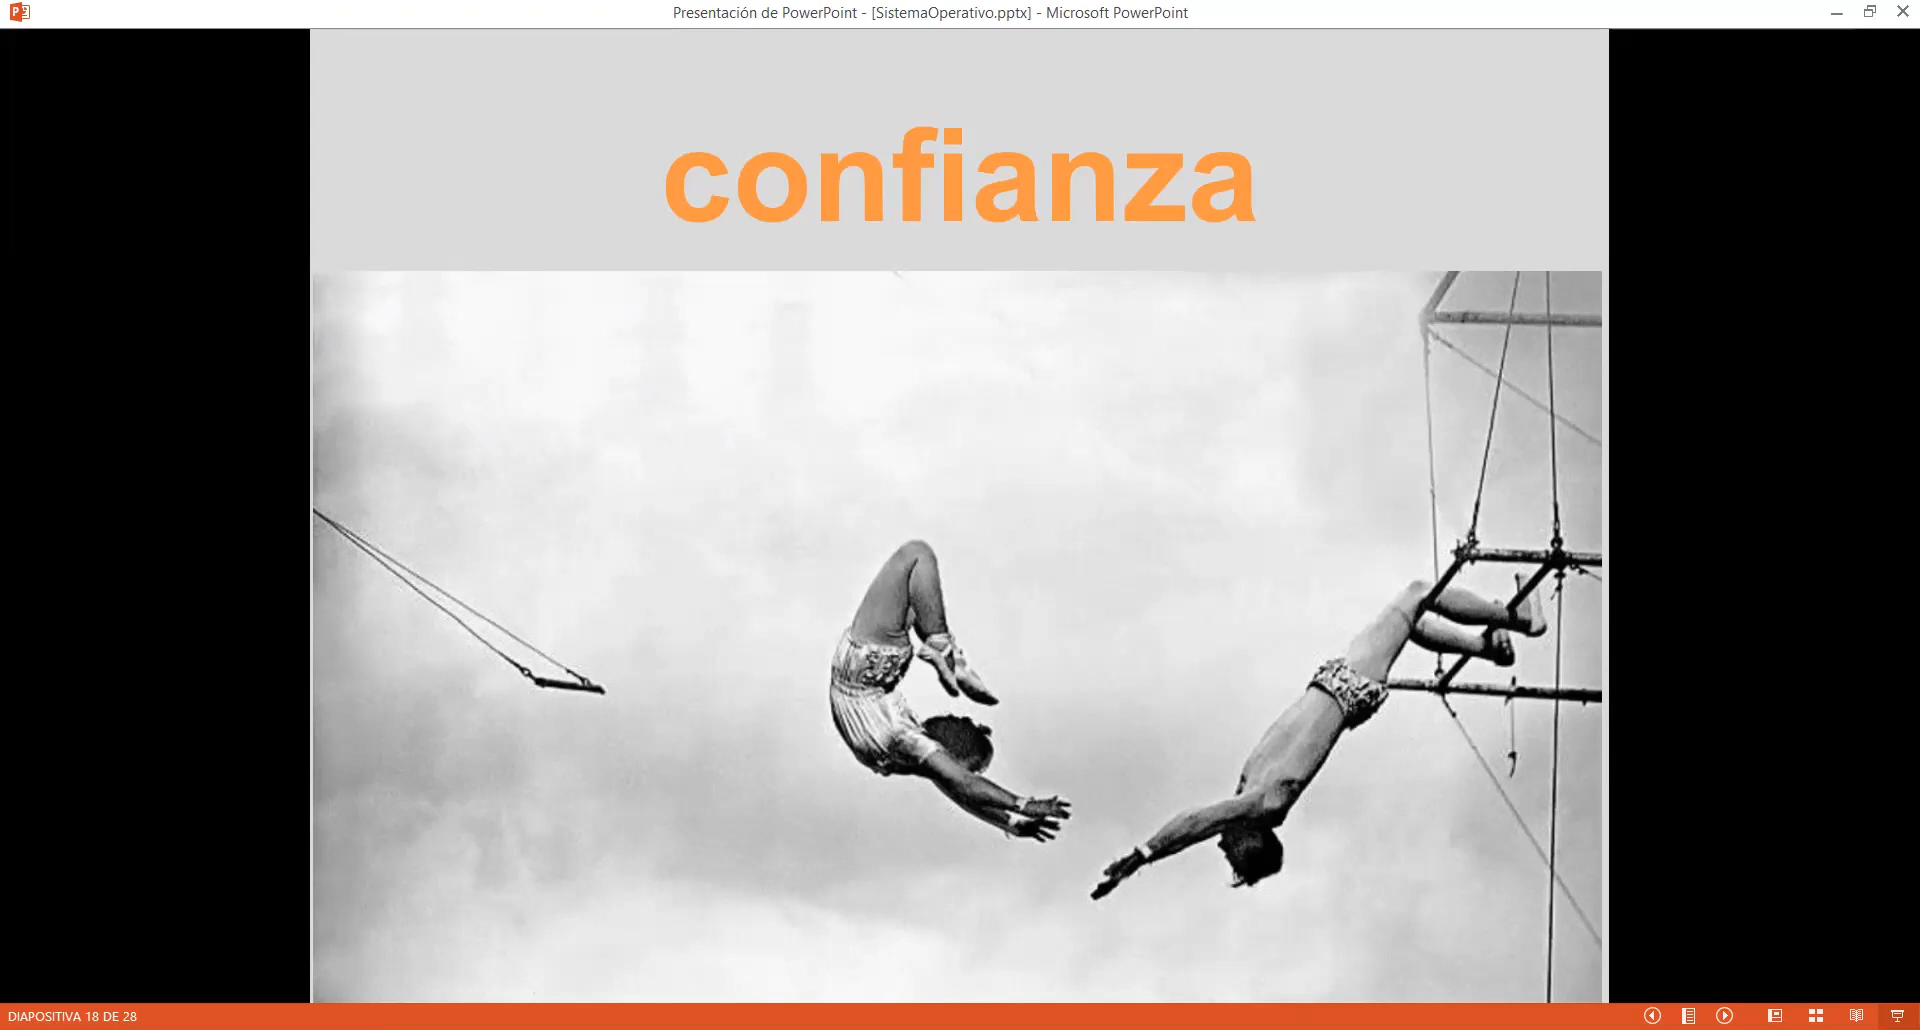 Presentación de PowerPoint - [SistemaOperativo.pptx] - Microsoft PowerPoint
confianza
DIAPOSITIVA 18 DE 28